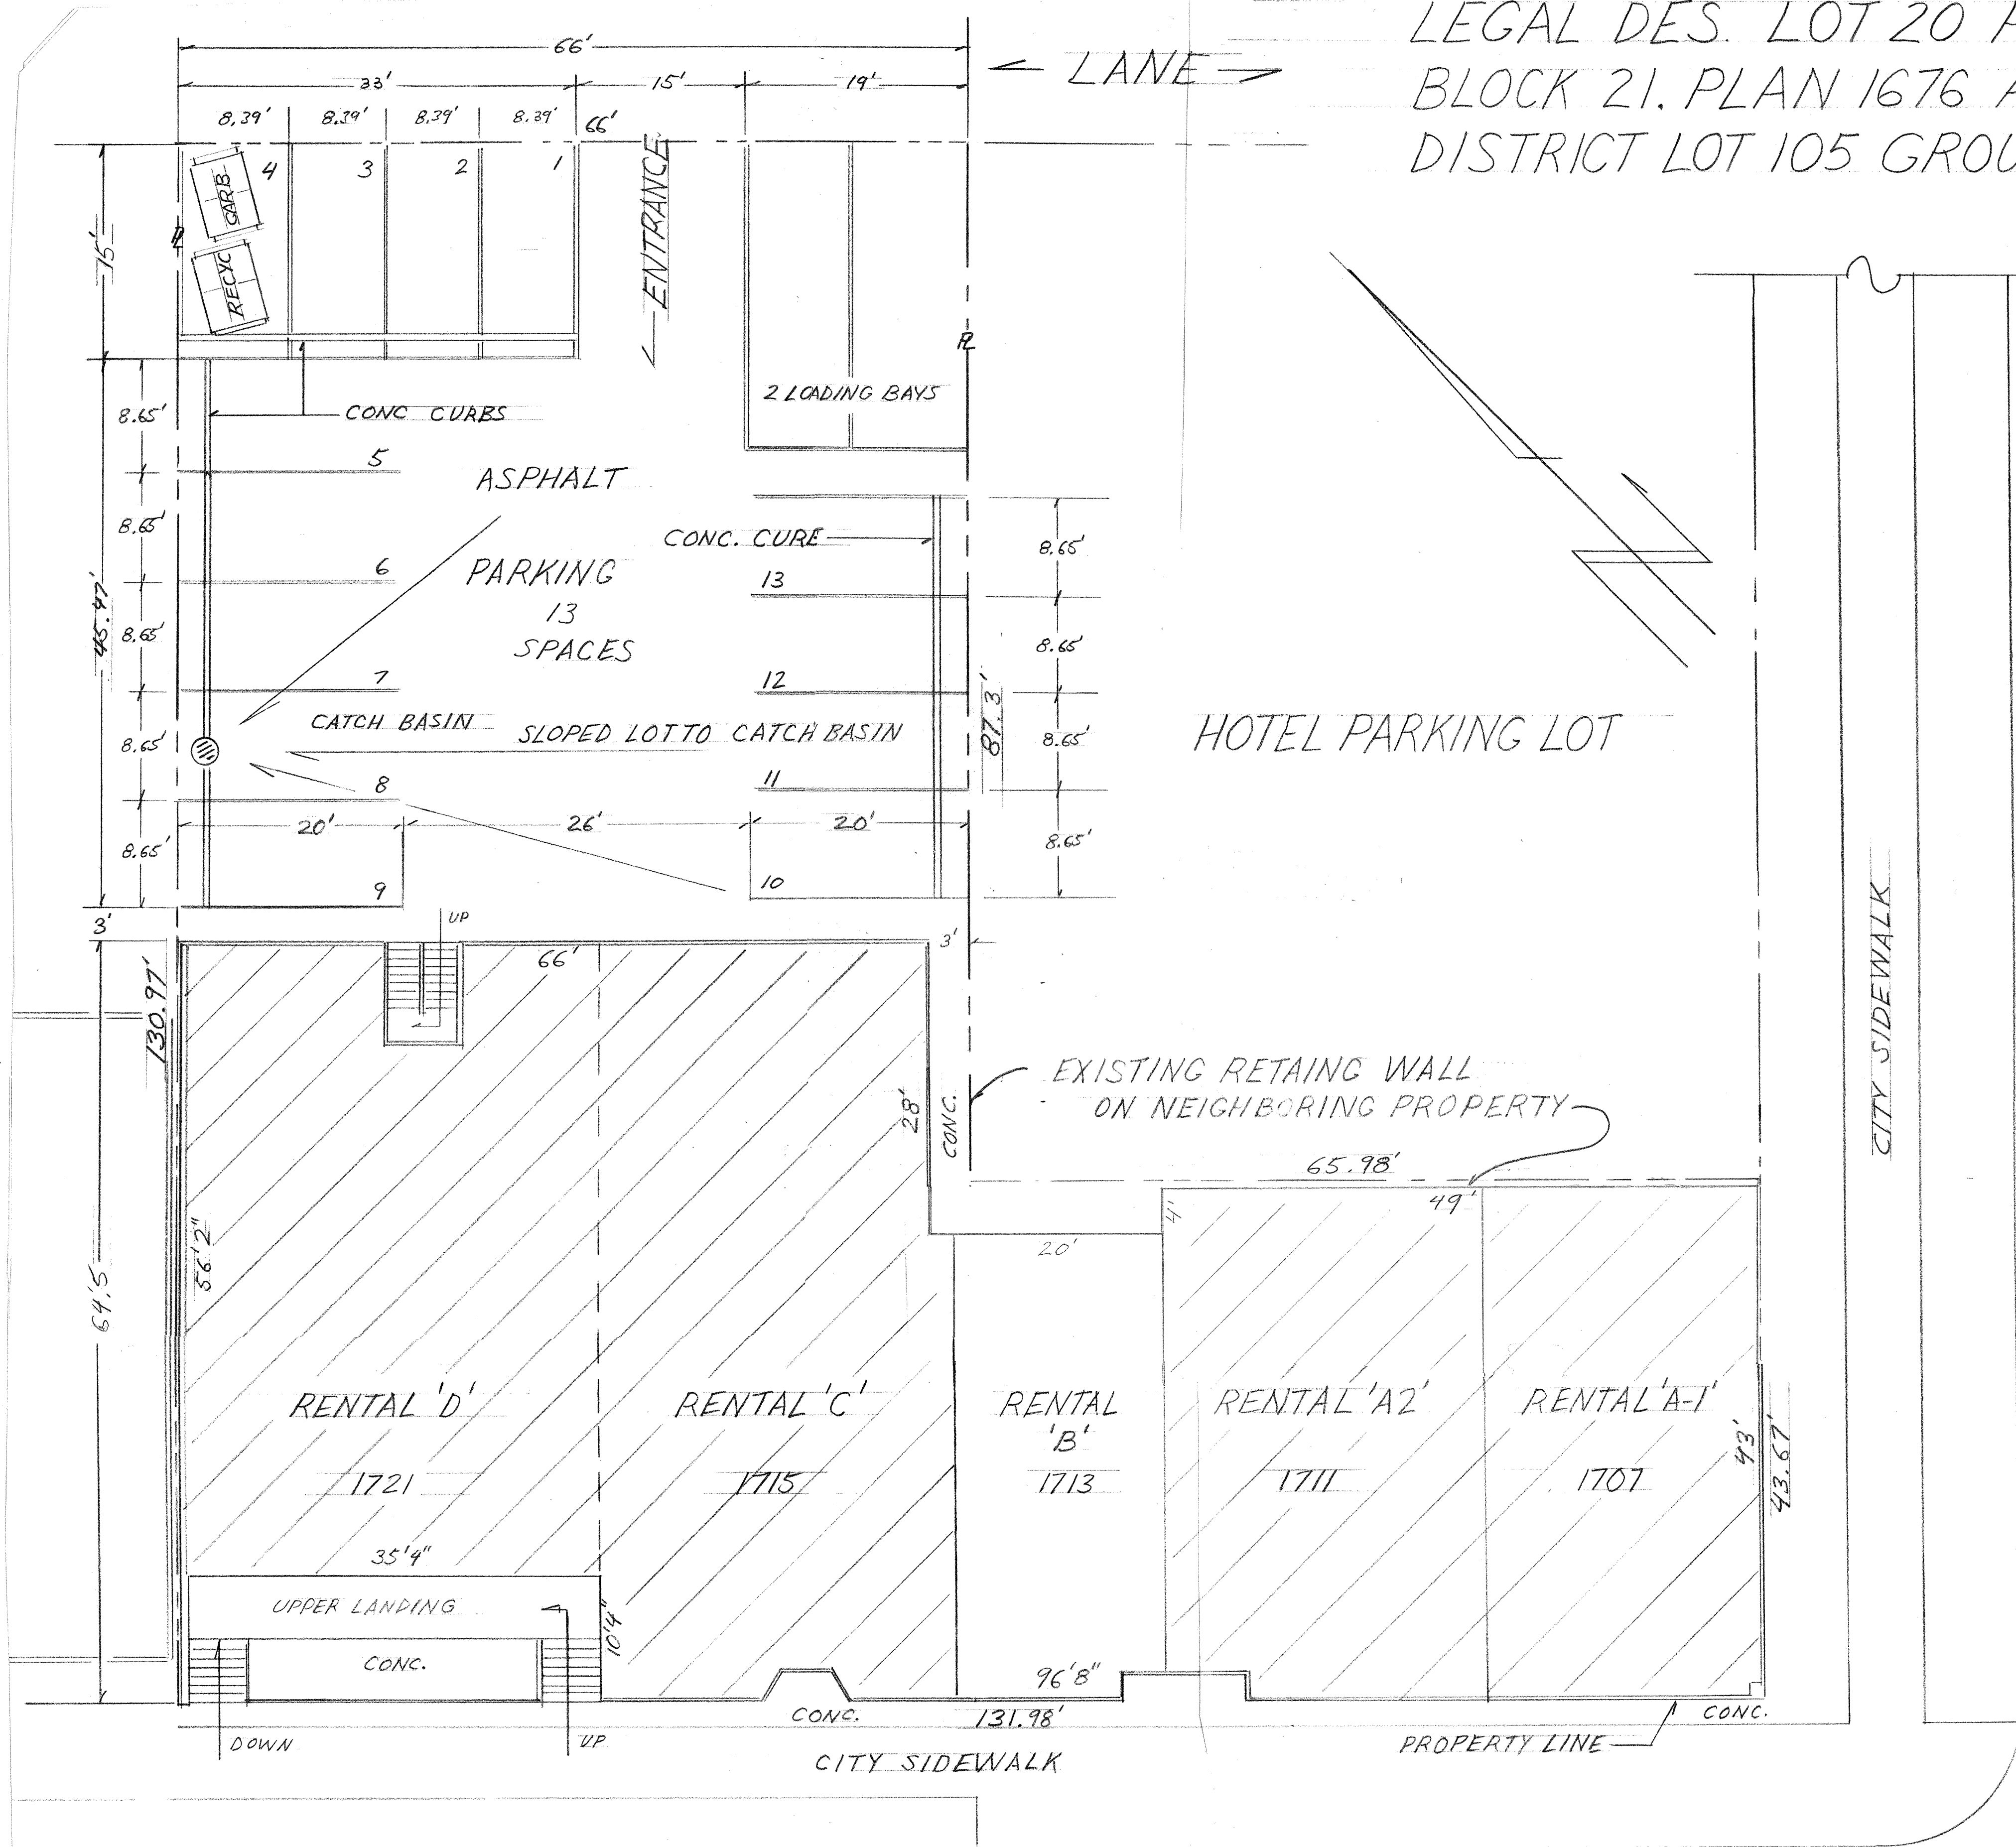 LEGAL DES. LOT 20
BLOCK 21. PLAN 1676
DISTRICT LOT 105 GROU
66'
← LANE →
33'
15'
19'
8.39'
8.39'
8.39'
8.39'
66'
4
3
2
1
GARB
RECYC
ENTRANCE
15'
PL
PL
2 LOADING BAYS
CONC CURBS
8.65'
5
ASPHALT
8.65'
CONC. CURE
8.65'
6
PARKING
13
13
SPACES
45.47'
8.65'
8.65'
7
12
87.3'
CATCH BASIN
SLOPED LOT TO CATCH BASIN
8.65'
8.65'
HOTEL PARKING LOT
8
11
20'
26'
20'
8.65'
8.65'
9
10
CITY SIDEWALK
3'
UP
3'
66'
130.97'
28'
CONC.
EXISTING RETAING WALL
ON NEIGHBORING PROPERTY
65.98'
49'
4'
20'
56'2"
64'.5
RENTAL 'D'
RENTAL 'C'
RENTAL
'B'
RENTAL 'A2'
RENTAL 'A-1'
1721
1715
1713
1711
1707
43'
43.67'
35'4"
UPPER LANDING
10'4"
CONC.
96'8"
CONC.
131.98'
CONC.
DOWN
UP
PROPERTY LINE
CITY SIDEWALK